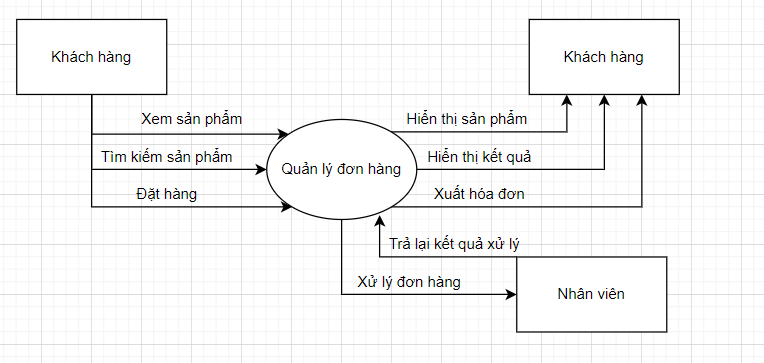 Khách hàng
Khách hàng
Xem sản phẩm
Hiển thị sản phẩm
Tìm kiếm sản phẩm
Quản lý đơn hàng
Hiển thị kết quả
Đặt hàng
Xuất hóa đơn
Trả lại kết quả xử lý
Xử lý đơn hàng
Nhân viên